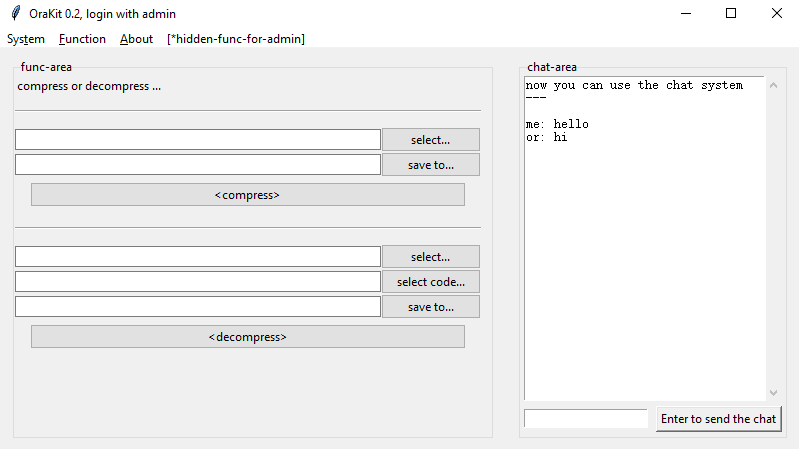 OraKit 0.2, login with admin
System Function About [*hidden-func-for-admin]
func-area
compress or decompress ...
select...
save to...
<compress>
select...
select code...
save to...
<decompress>
chat-area
now you can use the chat system
---
me: hello
or: hi
Enter to send the chat